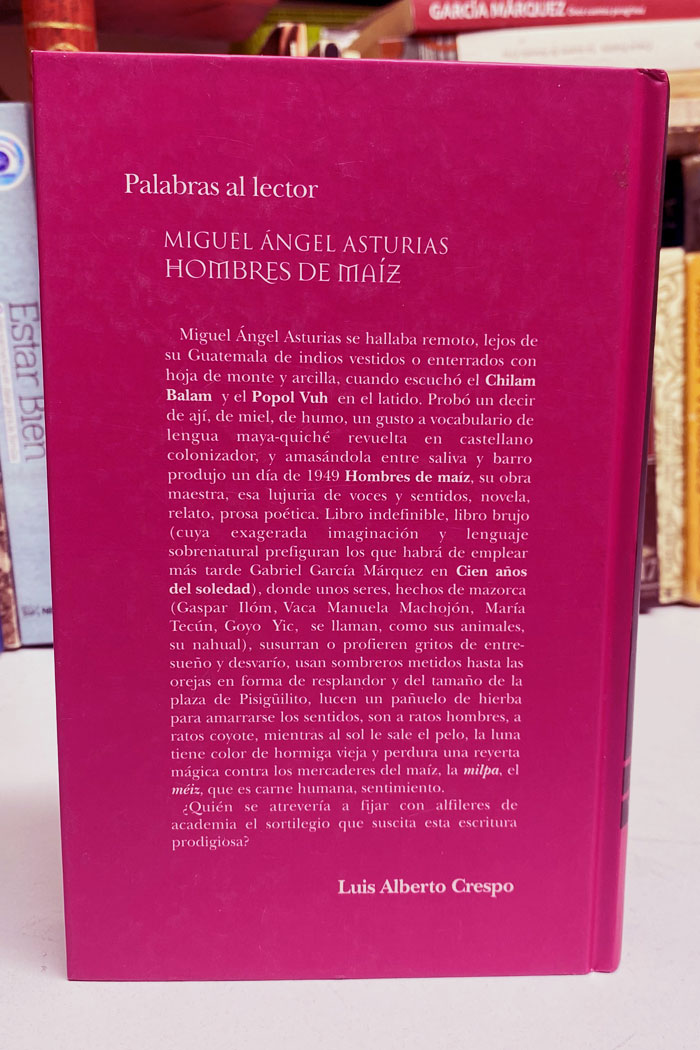 GARCÍA MÁRQUEZ
Estar Bien
Palabras al lector
MIGUEL ÁNGEL ASTURIAS
HOMBRES DE MAÍZ
Miguel Ángel Asturias se hallaba remoto, lejos de
su Guatemala de indios vestidos o enterrados con
hoja de monte y arcilla, cuando escuchó el Chilam
Balam y el Popol Vuh en el latido. Probó un decir
de ají, de miel, de humo, un gusto a vocabulario de
lengua maya-quiché revuelta en castellano
colonizador, y amasándola entre saliva y barro
produjo un día de 1949 Hombres de maíz, su obra
maestra, esa lujuria de voces y sentidos, novela,
relato, prosa poética. Libro indefinible, libro brujo
(cuya exagerada imaginación y lenguaje
sobrenatural prefiguran los que habrá de emplear
más tarde Gabriel García Márquez en Cien años
del soledad), donde unos seres, hechos de mazorca
(Gaspar Ilóm, Vaca Manuela Machojón, María
Tecún, Goyo Yic, se llaman, como sus animales,
su nahual), susurran o profieren gritos de entre-
sueño y desvarío, usan sombreros metidos hasta las
orejas en forma de resplandor y del tamaño de la
plaza de Pisigüilito, lucen un pañuelo de hierba
para amarrarse los sentidos, son a ratos hombres, a
ratos coyote, mientras al sol le sale el pelo, la luna
tiene color de hormiga vieja y perdura una reyerta
mágica contra los mercaderes del maíz, la milpa, el
méiz, que es carne humana, sentimiento.
¿Quién se atrevería a fijar con alfileres de
academia el sortilegio que suscita esta escritura
prodigiosa?
Luis Alberto Crespo